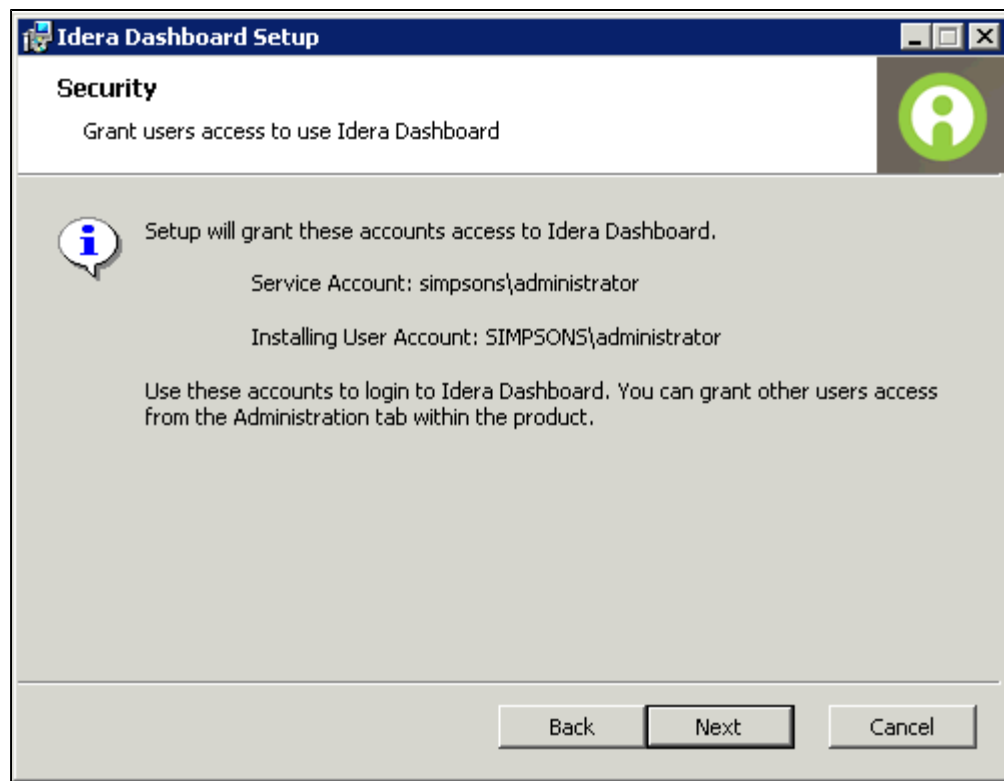 Idera Dashboard Setup
Security
Grant users access to use Idera Dashboard
Setup will grant these accounts access to Idera Dashboard.
Service Account: simpsons\administrator
Installing User Account: SIMPSONS\administrator
Use these accounts to login to Idera Dashboard. You can grant other users access
from the Administration tab within the product.
Back Next Cancel